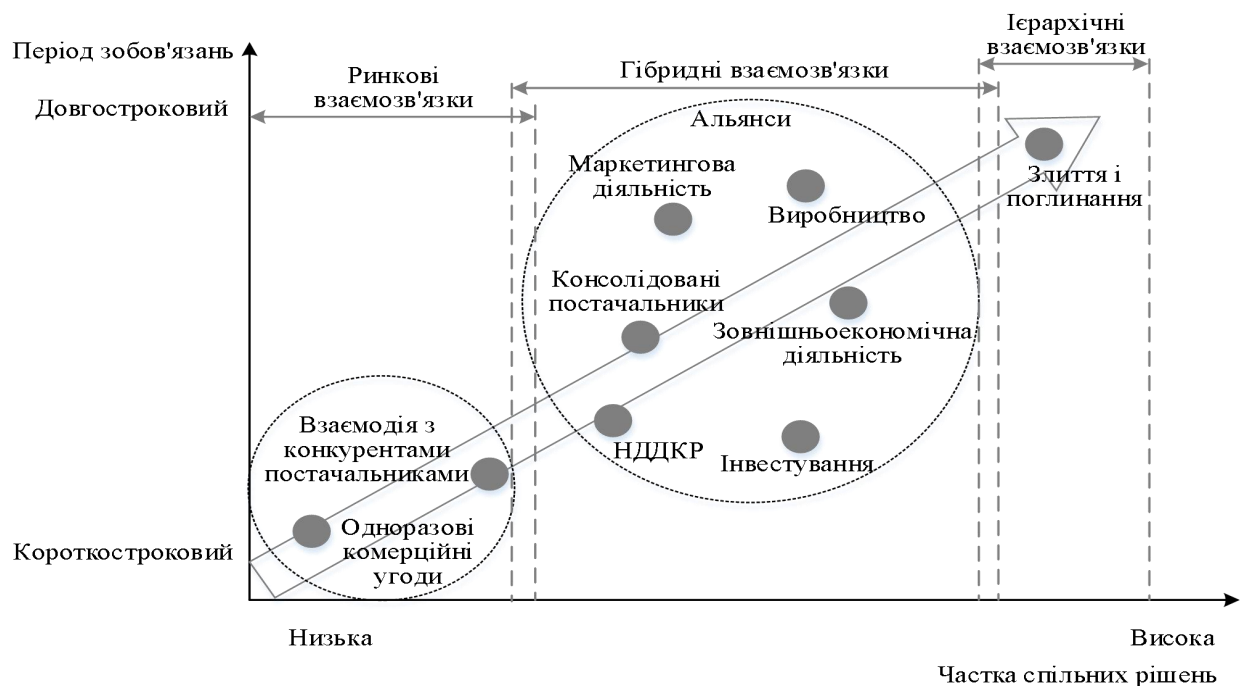 Період зобов'язань
Довгостроковий
Короткостроковий
Ринкові
взаємозв'язки
Гібридні взаємозв'язки
Ієрархічні
взаємозв'язки
Альянси
Маркетингова
діяльність
Виробництво
Злиття і
поглинання
Консолідовані
постачальники
Зовнішньоекономічна
діяльність
НДДКР
Інвестування
Взаємодія з
конкурентами
постачальниками
Одноразові
комерційні
угоди
Низька
Висока
Частка спільних рішень